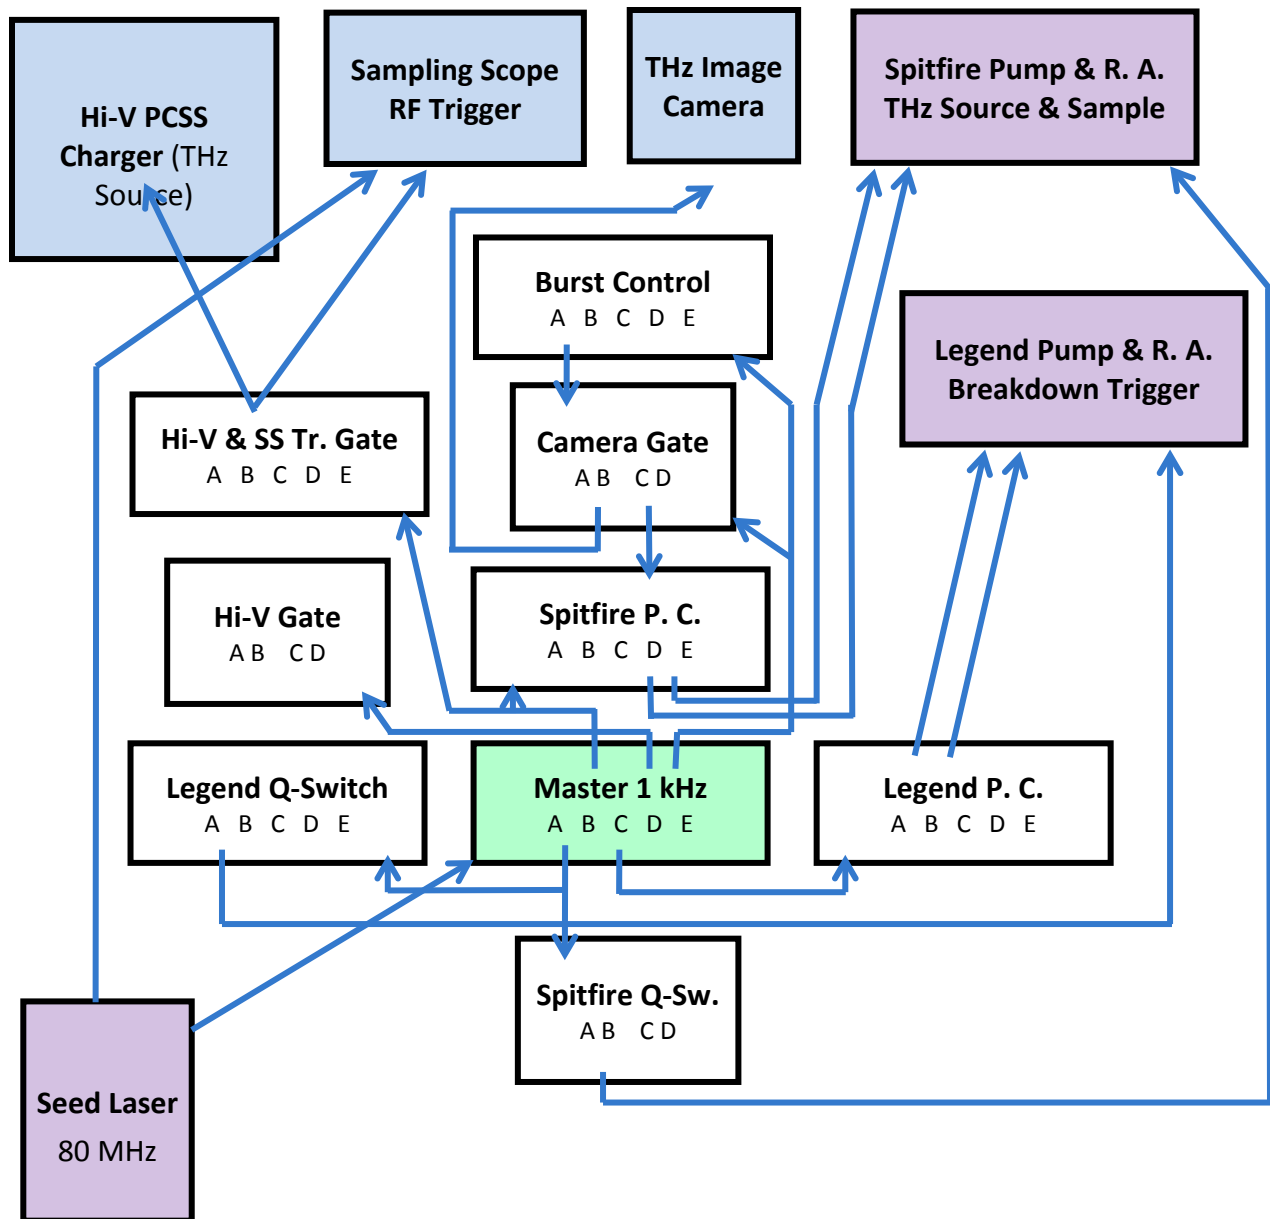 Hi-V PCSS
Charger (THz
Source)
Sampling Scope
RF Trigger
THz Image
Camera
Spitfire Pump & R. A.
THz Source & Sample
Burst Control
A B C D E
Legend Pump & R. A.
Breakdown Trigger
Hi-V & SS Tr. Gate
A B C D E
Camera Gate
A B C D
Hi-V Gate
A B C D
Spitfire P. C.
A B C D E
Legend Q-Switch
A B C D E
Master 1 kHz
A B C D E
Legend P. C.
A B C D E
Spitfire Q-Sw.
A B C D
Seed Laser
80 MHz